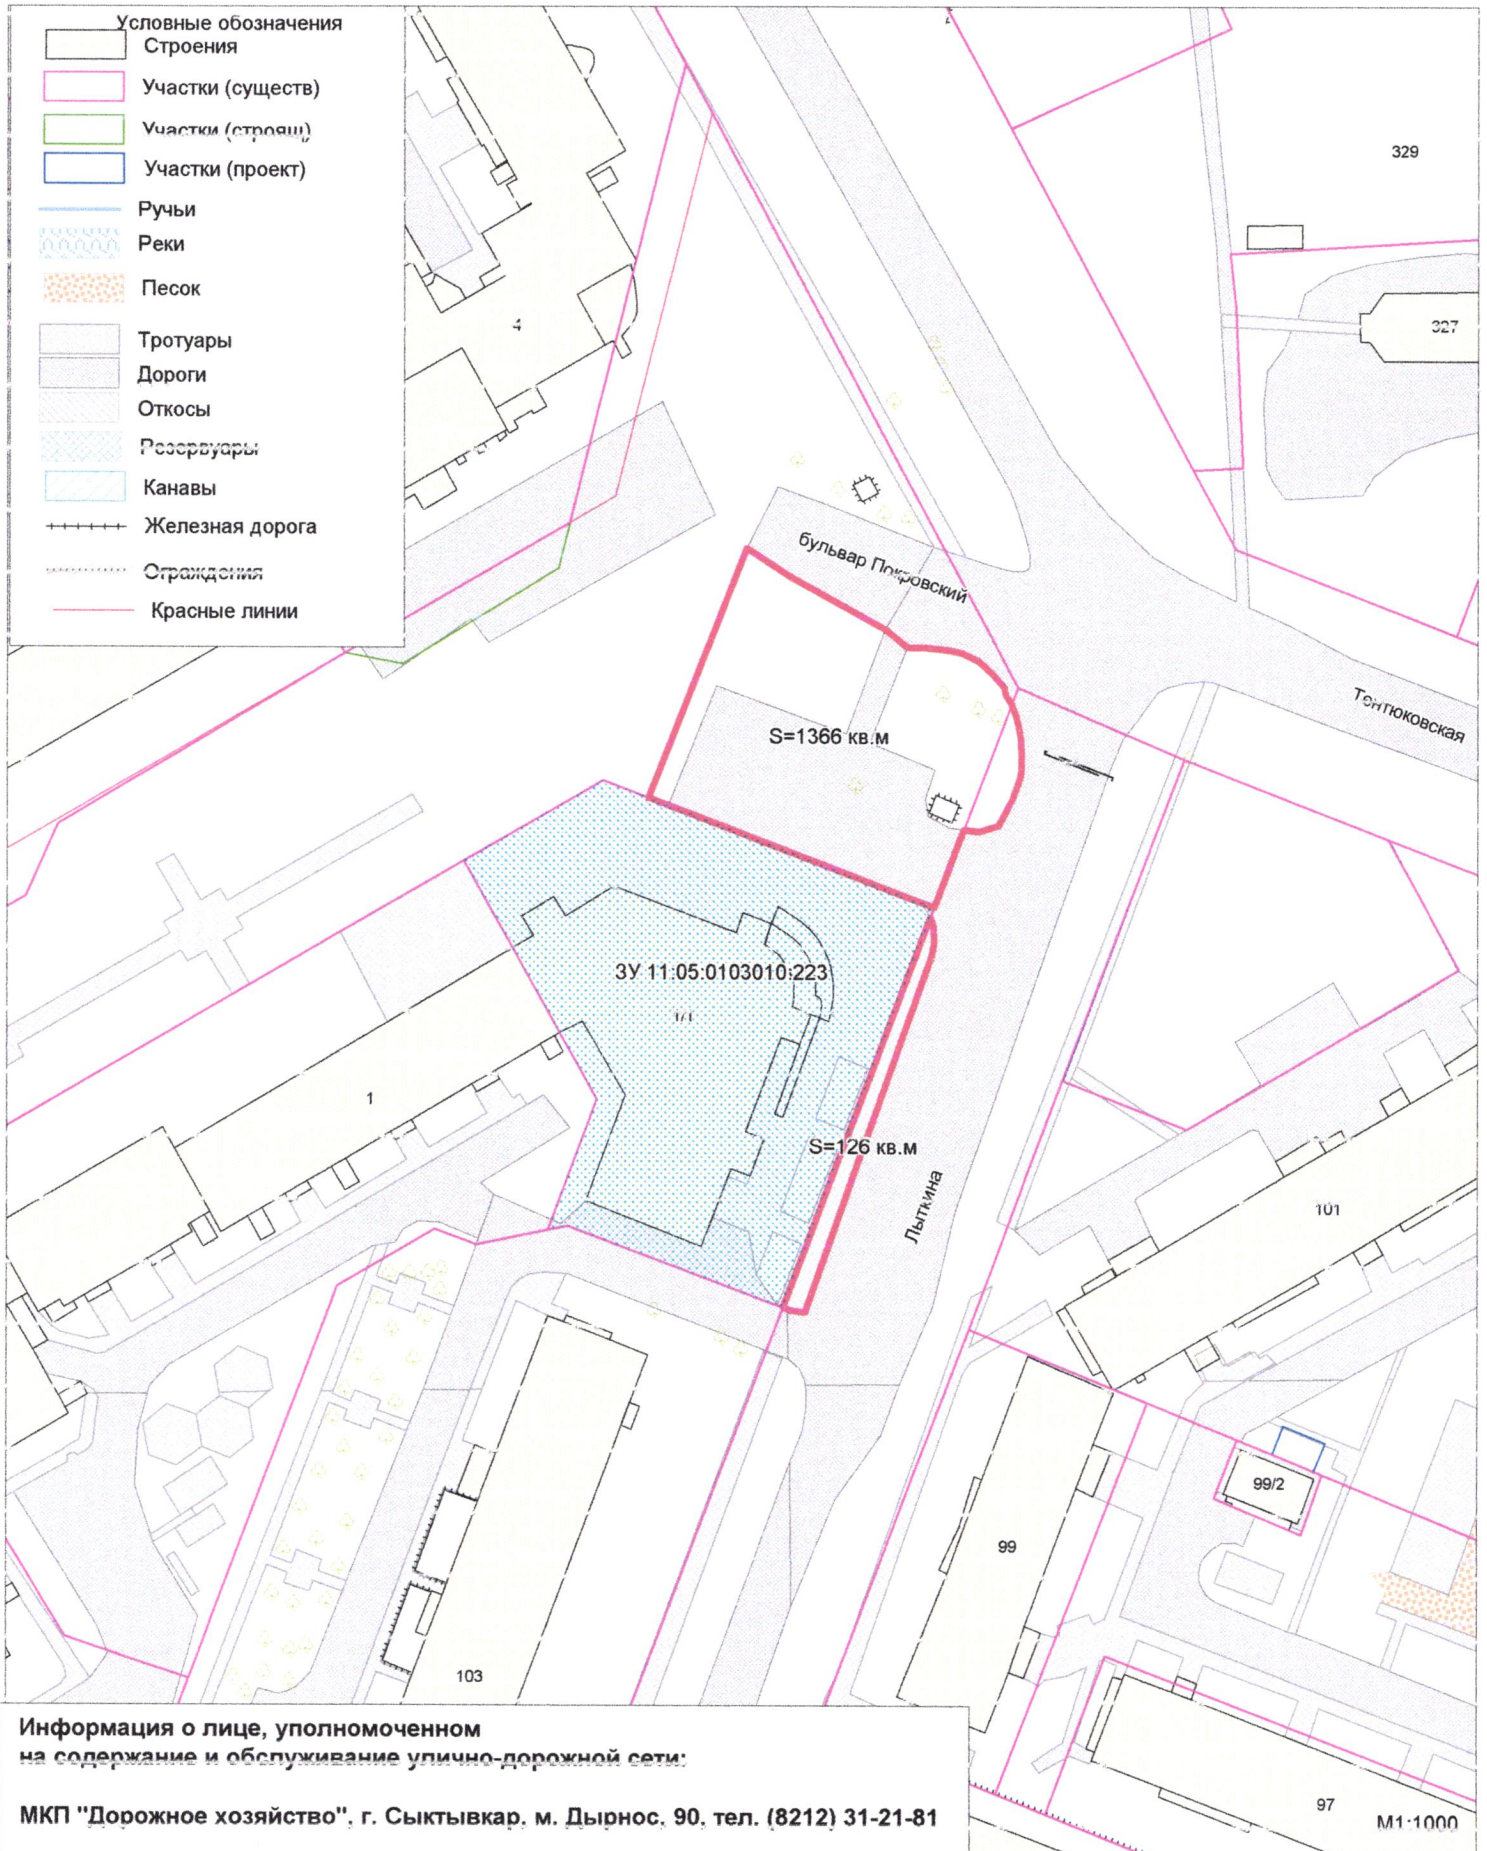 Условные обозначения
Строения
Участки (существ)
Участки (строящ)
Участки (проект)
Ручьи
Реки
Песок
Тротуары
Дороги
Откосы
Резервуары
Канавы
Железная дорога
Ограждения
Красные линии
329
327
4
бульвар Покровский
Тентюковская
S=1366 кв.м
ЗУ 11:05:0103010:223
1/1
1
S=126 кв.м
Лыткина
101
99/2
99
103
97
М1:1000
Информация о лице, уполномоченном
на содержание и обслуживание улично-дорожной сети:
МКП "Дорожное хозяйство", г. Сыктывкар, м. Дырнос, 90, тел. (8212) 31-21-81